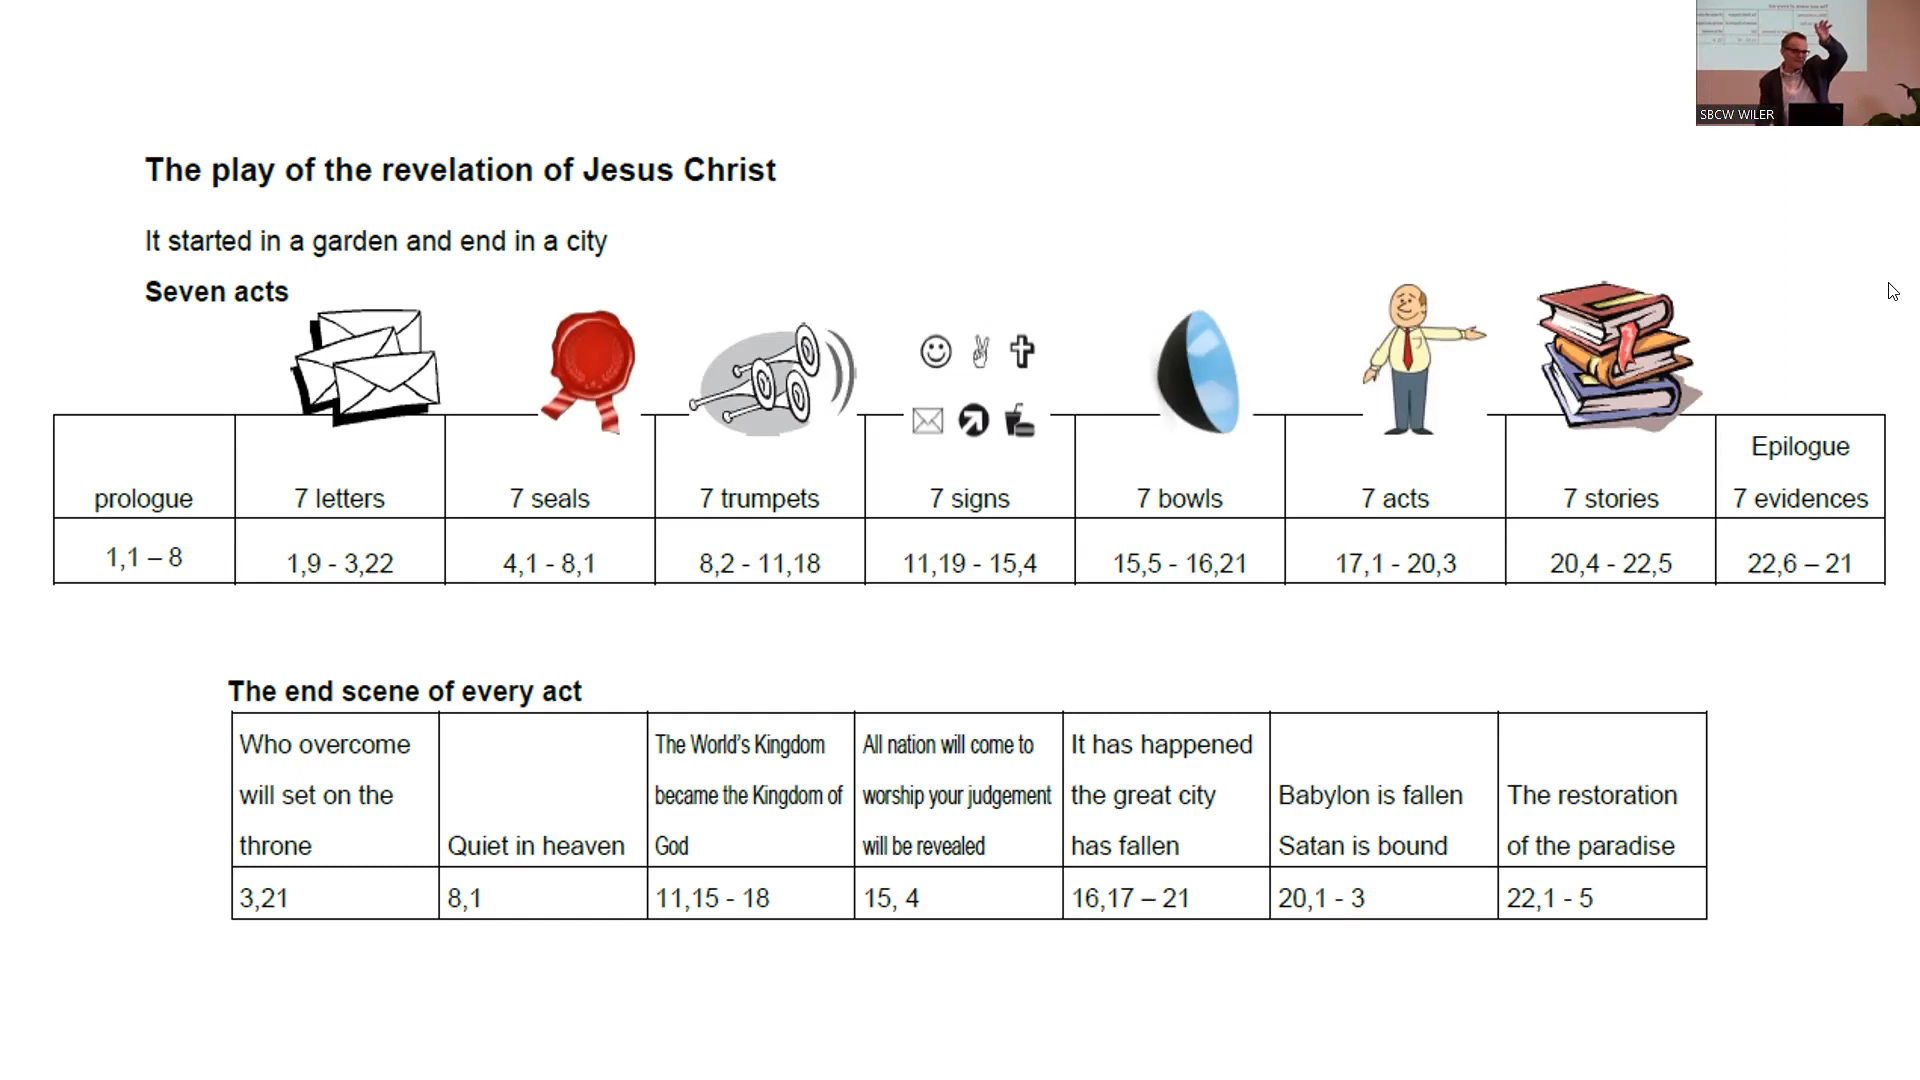 SBCW WILER
The play of the revelation of Jesus Christ
It started in a garden and end in a city
Seven acts
prologue
7 letters
7 seals
7 trumpets
7 signs
7 bowls
7 acts
7 stories
Epilogue
7 evidences
1,1 – 8
1,9 - 3,22
4,1 - 8,1
8,2 - 11,18
11,19 - 15,4
15,5 - 16,21
17,1 - 20,3
20,4 - 22,5
22,6 – 21
The end scene of every act
Who overcome
will set on the
throne
Quiet in heaven
The World's Kingdom
became the Kingdom of
God
All nation will come to
worship your judgement
will be revealed
It has happened
the great city
has fallen
Babylon is fallen
Satan is bound
The restoration
of the paradise
3,21
8,1
11,15 - 18
15, 4
16,17 – 21
20,1 - 3
22,1 - 5